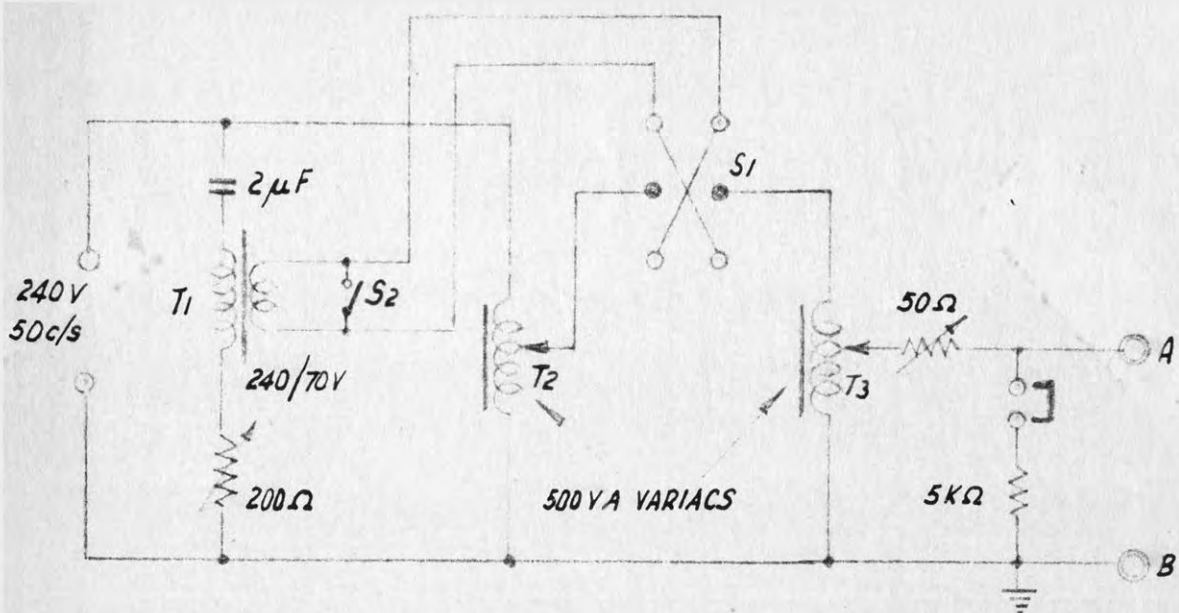 S1
2μF
240V
50c/s
T1
S2
50Ω
A
240/70V
T2
T3
200Ω
500VA VARIACS
5KΩ
B